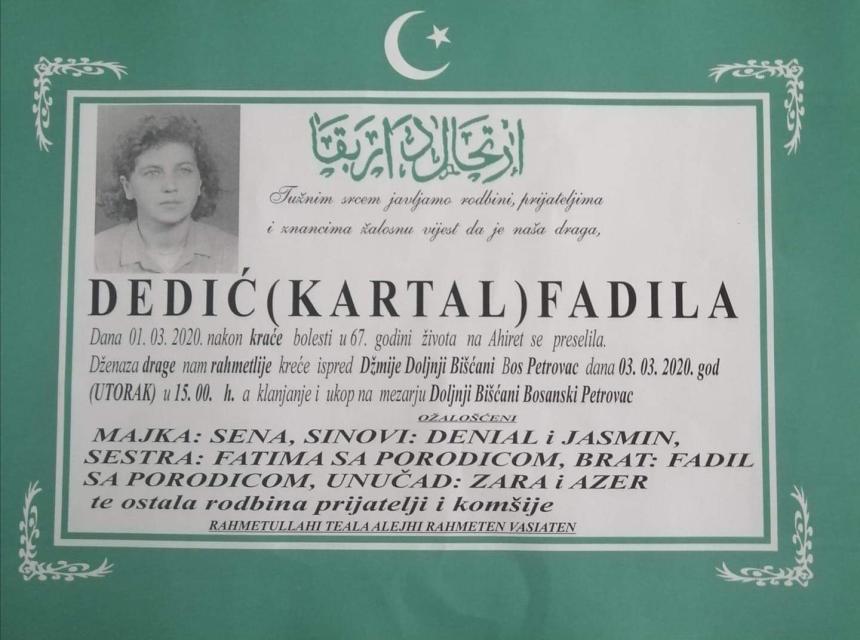 ارتحال دار بقا
Tužnim srcem javljamo rodbini, prijateljima
i znancima žalosnu vijest da je naša draga,
DEDIĆ(KARTAL)FADILA
Dana 01. 03. 2020. nakon kraće bolesti u 67. godini života na Ahiret se preselila.
Dženaza drage nam rahmetlije kreće ispred Džmije Doljnji Bišćani Bos Petrovac dana 03. 03. 2020. god
(UTORAK) u 15. 00. h. a klanjanje i ukop na mezarju Doljnji Bišćani Bosanski Petrovac
OŽALOŠĆENI
MAJKA: SENA, SINOVI: DENIAL i JASMIN,
SESTRA: FATIMA SA PORODICOM, BRAT: FADIL
SA PORODICOM, UNUČAD: ZARA i AZER
te ostala rodbina prijatelji i komšije
RAHMETULLAHI TEALA ALEJHI RAHMETEN VASIATEN